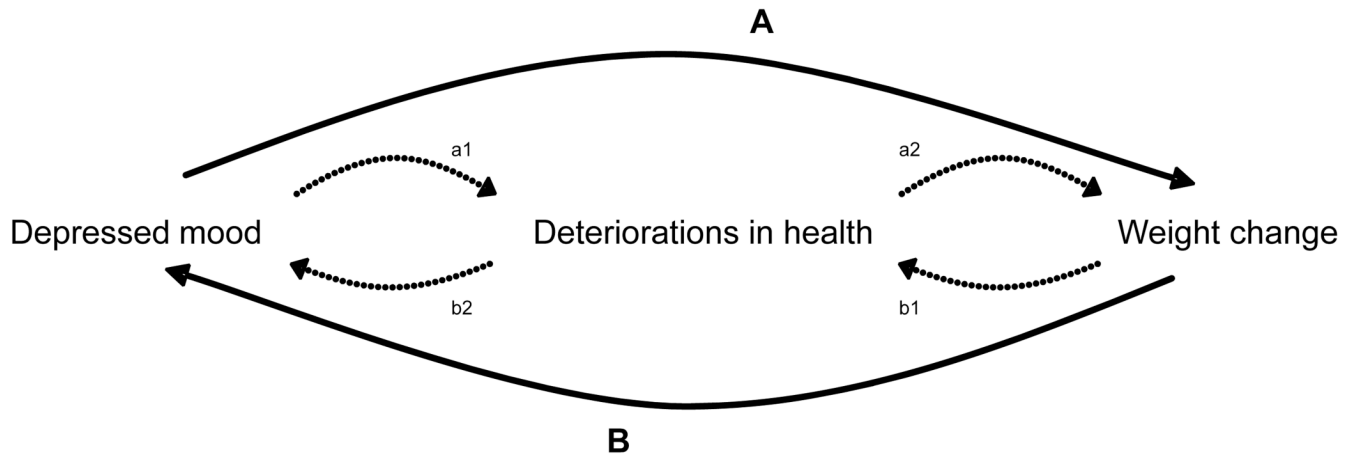 A
a1
a2
Depressed mood
Deteriorations in health
Weight change
b2
b1
B